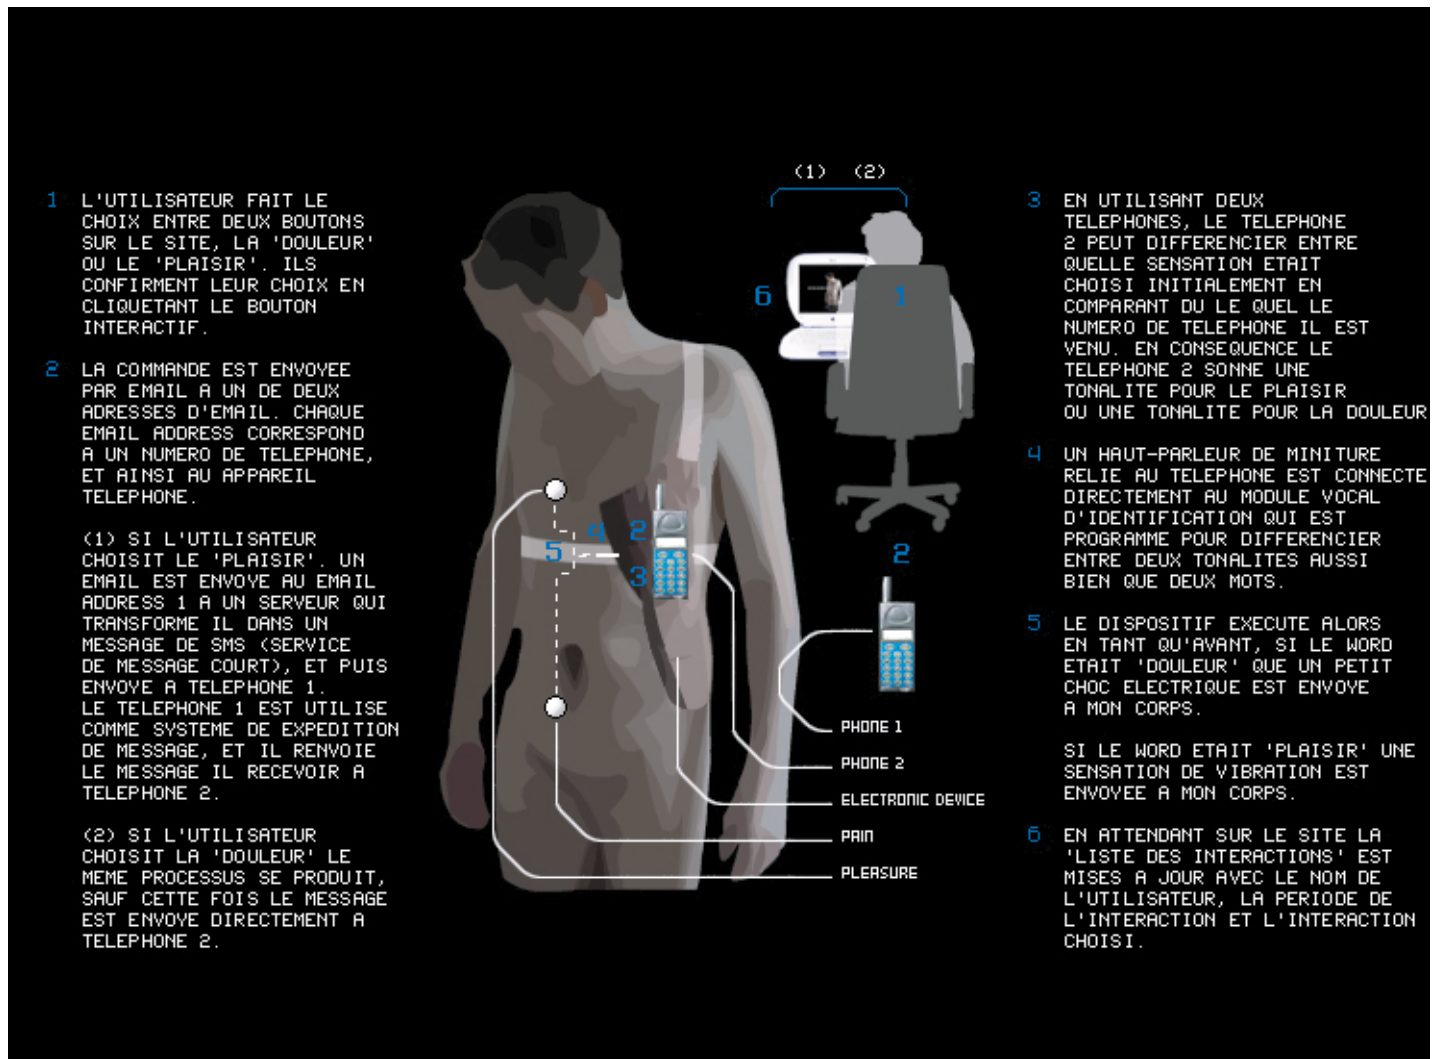 1 L'UTILISATEUR FAIT LE
CHOIX ENTRE DEUX BOUTONS
SUR LE SITE, LA 'DOULEUR'
OU LE 'PLAISIR'. ILS
CONFIRMENT LEUR CHOIX EN
CLIQUETANT LE BOUTON
INTERACTIF.
2 LA COMMANDE EST ENVOYEE
PAR EMAIL A UN DE DEUX
ADRESSES D'EMAIL. CHAQUE
EMAIL ADDRESS CORRESPOND
A UN NUMERO DE TELEPHONE,
ET AINSI AU APPAREIL
TELEPHONE.
(1) SI L'UTILISATEUR
CHOISIT LE 'PLAISIR'. UN
EMAIL EST ENVOYE AU EMAIL
ADDRESS 1 A UN SERVEUR QUI
TRANSFORME IL DANS UN
MESSAGE DE SMS (SERVICE
DE MESSAGE COURT), ET PUIS
ENVOYE A TELEPHONE 1.
LE TELEPHONE 1 EST UTILISE
COMME SYSTEME DE EXPEDITION
DE MESSAGE, ET IL RENVOIE
LE MESSAGE IL RECEVOIR A
TELEPHONE 2.
(2) SI L'UTILISATEUR
CHOISIT LA 'DOULEUR' LE
MEME PROCESSUS SE PRODUIT,
SAUF CETTE FOIS LE MESSAGE
EST ENVOYE DIRECTEMENT A
TELEPHONE 2.
(1) (2)
6
1
4
2
5
3
2
PHONE 1
PHONE 2
ELECTRONIC DEVICE
PAIN
PLEASURE
3 EN UTILISANT DEUX
TELEPHONES, LE TELEPHONE
2 PEUT DIFFERENCIER ENTRE
QUELLE SENSATION ETAIT
CHOISI INITIALEMENT EN
COMPARANT DU LE QUEL LE
NUMERO DE TELEPHONE IL EST
VENU. EN CONSEQUENCE LE
TELEPHONE 2 SONNE UNE
TONALITE POUR LE PLAISIR
OU UNE TONALITE POUR LA DOULEUR
4 UN HAUT-PARLEUR DE MINITURE
RELIE AU TELEPHONE EST CONNECTE
DIRECTEMENT AU MODULE VOCAL
D'IDENTIFICATION QUI EST
PROGRAMME POUR DIFFERENCIER
ENTRE DEUX TONALITES AUSSI
BIEN QUE DEUX MOTS.
5 LE DISPOSITIF EXECUTE ALORS
EN TANT QU'AVANT, SI LE WORD
ETAIT 'DOULEUR' QUE UN PETIT
CHOC ELECTRIQUE EST ENVOYE
A MON CORPS.
SI LE WORD ETAIT 'PLAISIR' UNE
SENSATION DE VIBRATION EST
ENVOYEE A MON CORPS.
6 EN ATTENDANT SUR LE SITE LA
'LISTE DES INTERACTIONS' EST
MISES A JOUR AVEC LE NOM DE
L'UTILISATEUR, LA PERIODE DE
L'INTERACTION ET L'INTERACTION
CHOISI.